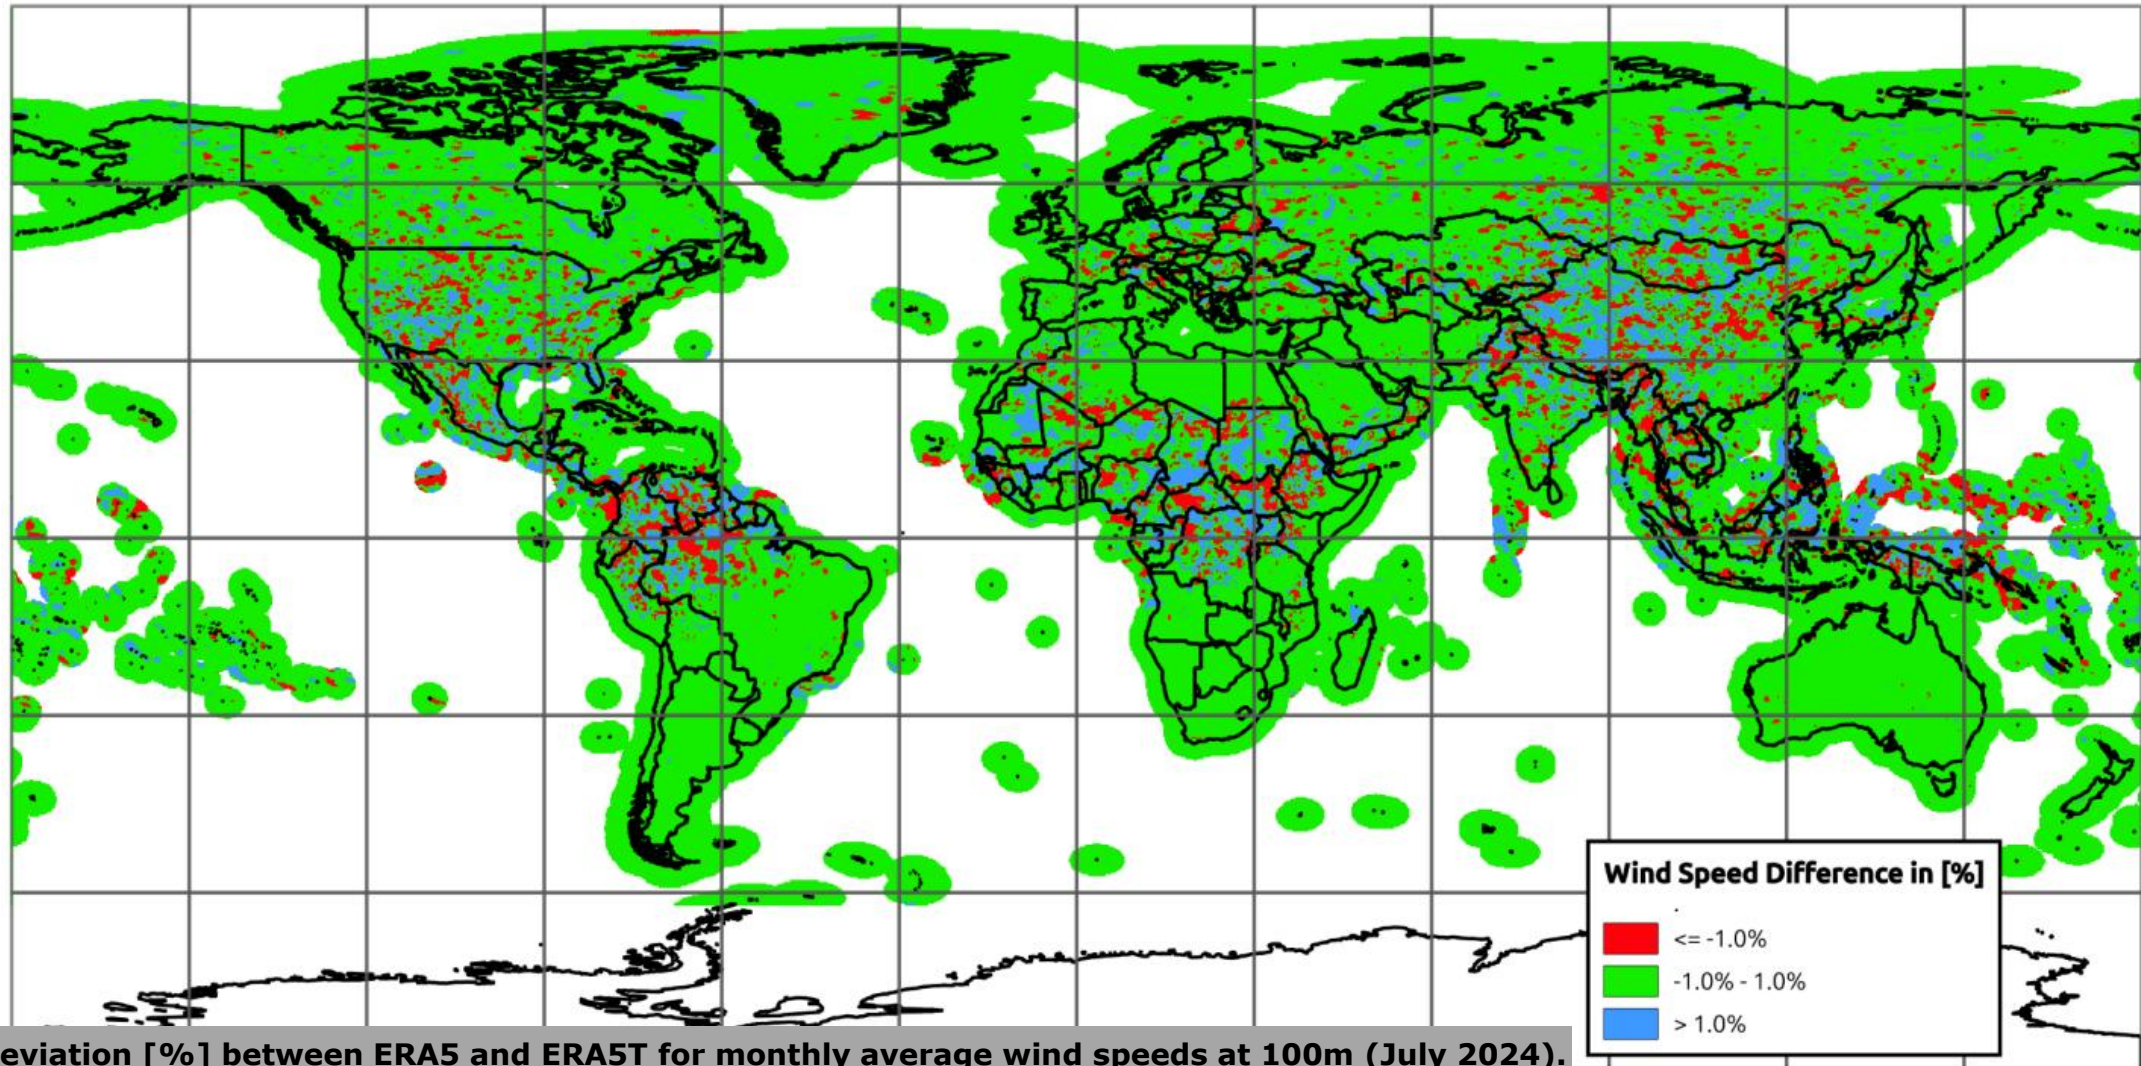 Wind Speed Difference in [%]
<= -1.0%
-1.0% - 1.0%
> 1.0%
eviation [%] between ERA5 and ERA5T for monthly average wind speeds at 100m (July 2024).